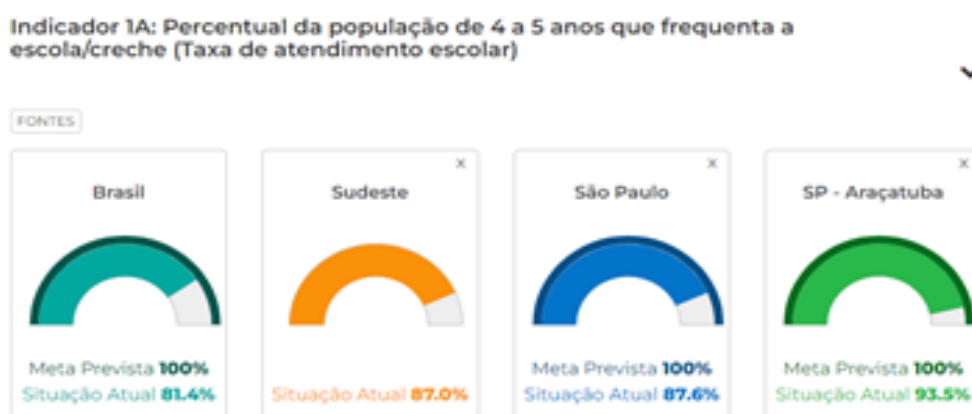 Indicador 1A: Percentual da população de 4 a 5 anos que frequenta a
escola/creche (Taxa de atendimento escolar)
FONTES
Brasil
Meta Prevista 100%
Situação Atual 81.4%
x
Sudeste
Situação Atual 87.0%
x
São Paulo
Meta Prevista 100%
Situação Atual 87.6%
x
SP - Araçatuba
Meta Prevista 100%
Situação Atual 93.5%